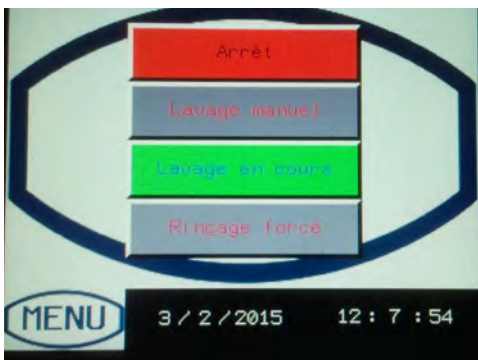 Arrêt
Lavage manuel
Lavage en cours
Rinçage forcé
MENU 3/2/2015 12:7:54